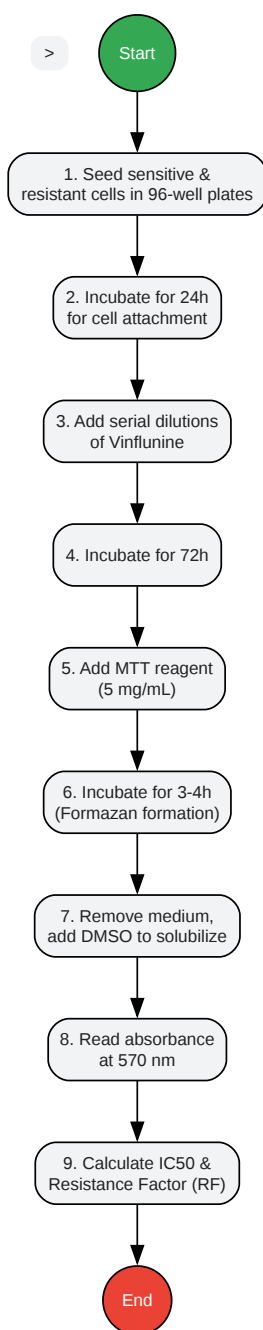 >
Start
1. Seed sensitive &
resistant cells in 96-well plates
2. Incubate for 24h
for cell attachment
3. Add serial dilutions
of Vinflunine
4. Incubate for 72h
5. Add MTT reagent
(5 mg/mL)
6. Incubate for 3-4h
(Formazan formation)
7. Remove medium,
add DMSO to solubilize
8. Read absorbance
at 570 nm
9. Calculate IC50 &
Resistance Factor (RF)
End